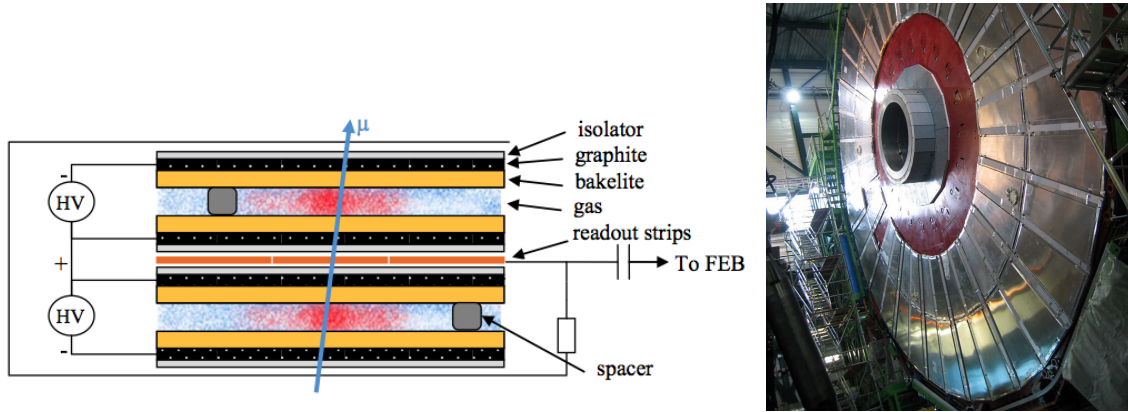 μ
isolator
graphite
bakelite
gas
readout strips
-
HV
+
To FEB
HV
-
spacer